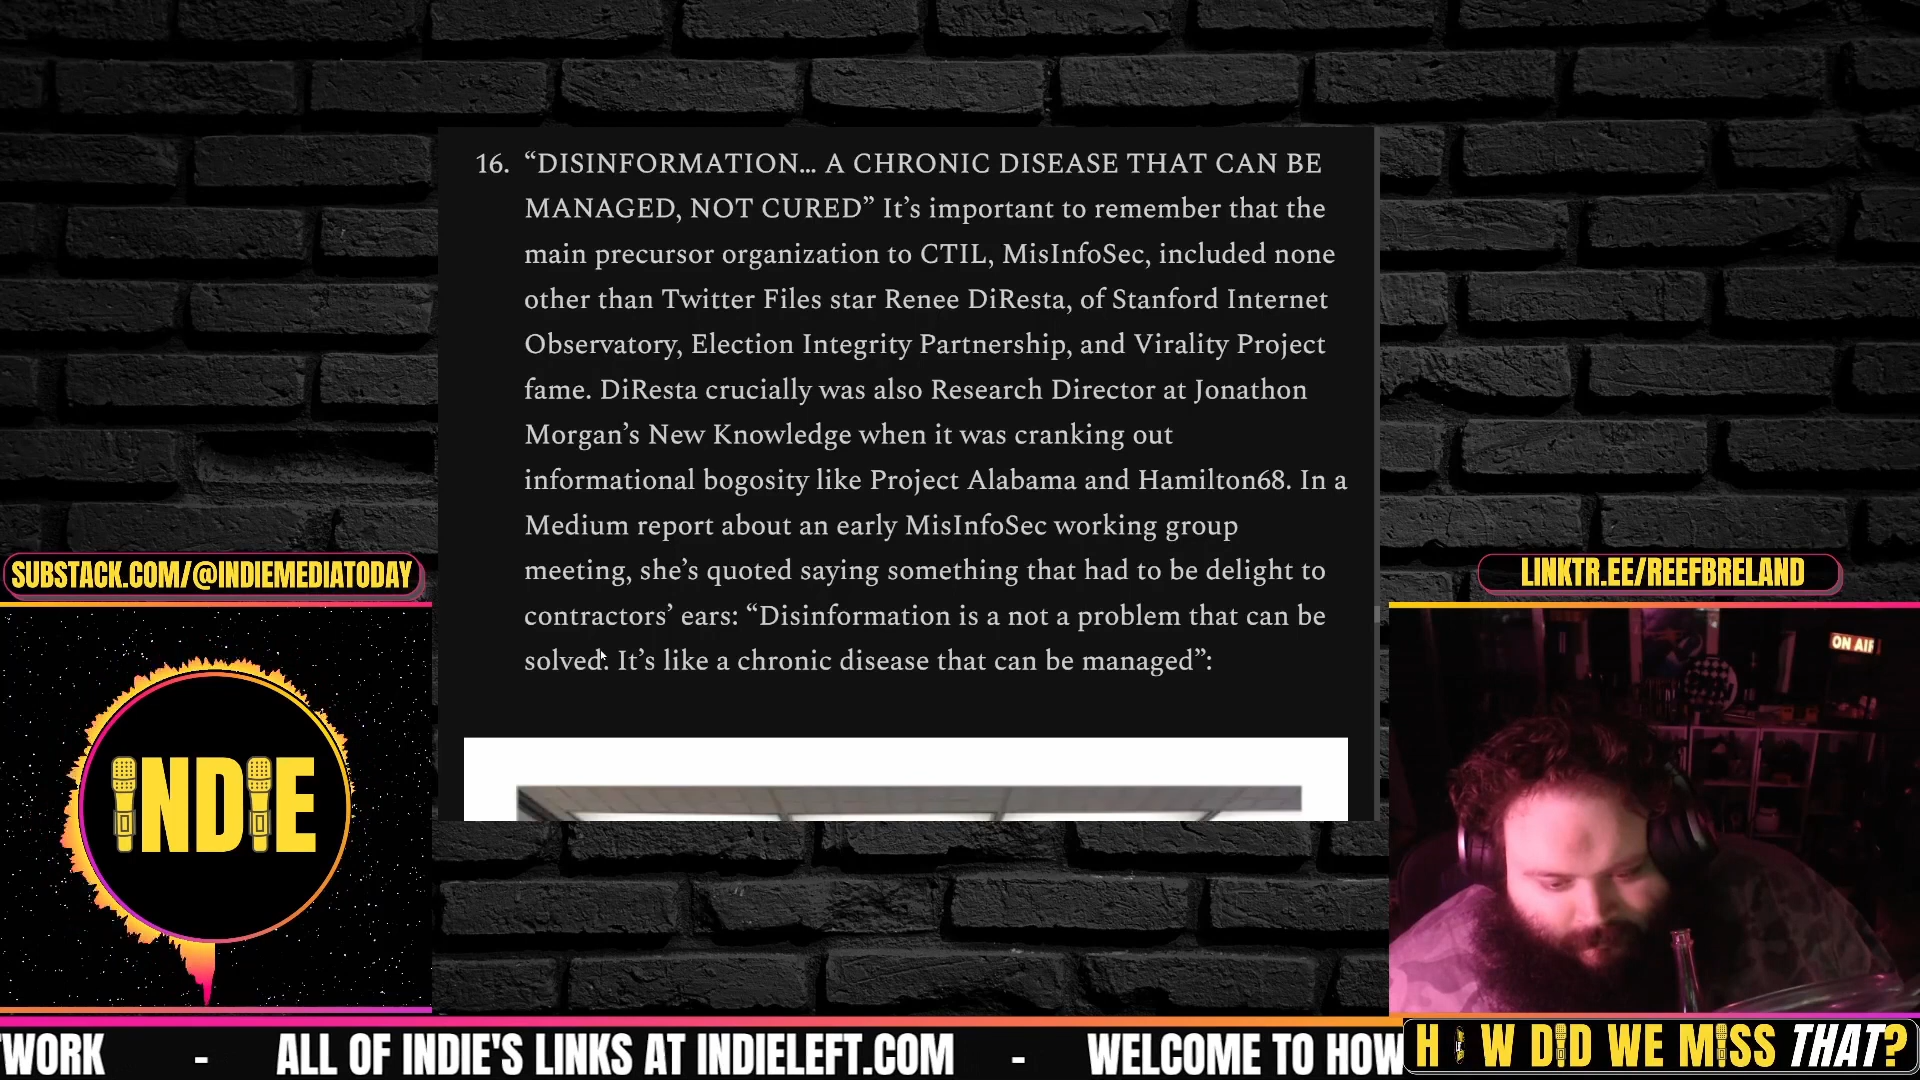 16. “DISINFORMATION... A CHRONIC DISEASE THAT CAN BE
MANAGED, NOT CURED” It’s important to remember that the
main precursor organization to CTIL, MisInfoSec, included none
other than Twitter Files star Renee DiResta, of Stanford Internet
Observatory, Election Integrity Partnership, and Virality Project
fame. DiResta crucially was also Research Director at Jonathon
Morgan’s New Knowledge when it was cranking out
informational bogosity like Project Alabama and Hamilton68. In a
Medium report about an early MisInfoSec working group
meeting, she’s quoted saying something that had to be delight to
contractors’ ears: “Disinformation is a not a problem that can be
solved. It’s like a chronic disease that can be managed”:
SUBSTACK.COM/@INDIEMEDIATODAY
LINKTR.EE/REEFBRELAND
ON AIR
INDIE
TWORK - ALL OF INDIE'S LINKS AT INDIELEFT.COM - WELCOME TO HOW
HOW DID WE MISS THAT?